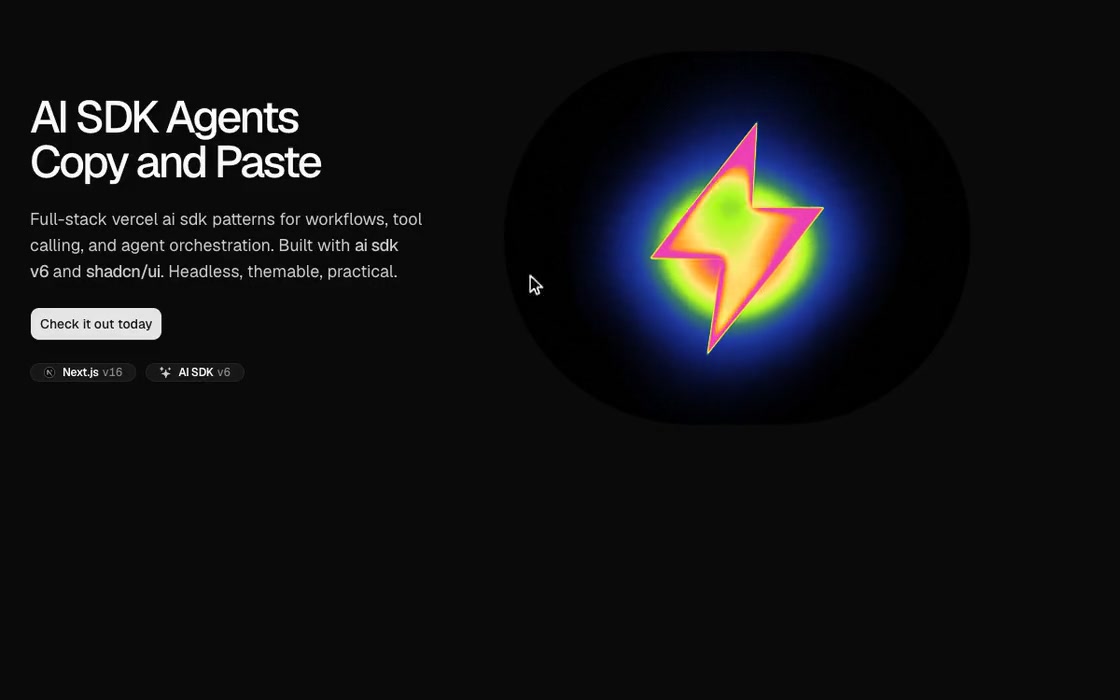 AI SDK Agents
Copy and Paste
Full-stack vercel ai sdk patterns for workflows, tool
calling, and agent orchestration. Built with ai sdk
v6 and shadcn/ui. Headless, themable, practical.
Check it out today
Next.js v16
AI SDK v6